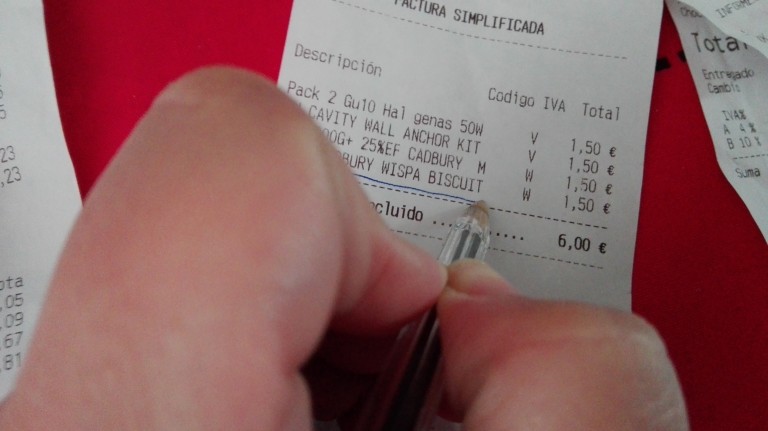 FACTURA SIMPLIFICADA
Descripción Codigo IVA Total
Pack 2 Gu10 Hal genas 50W V 1,50 €
CAVITY WALL ANCHOR KIT V 1,50 €
00G+ 25%EF CADBURY M W 1,50 €
DBURY WISPA BISCUIT W 1,50 €
cluido .......... 6,00 €
23
,23
ota
,05
,09
,67
,81
Total
Entregado
Cambio
IVA%
A 4%
B 10%
Suma